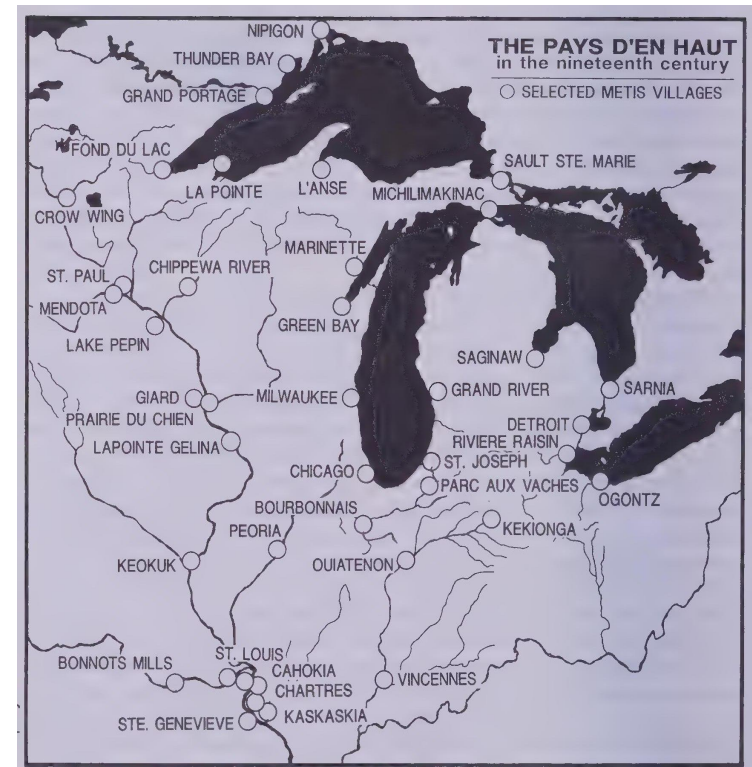 NIPIGON
THE PAYS D'EN HAUT
in the nineteenth century
SELECTED METIS VILLAGES
THUNDER BAY
GRAND PORTAGE
FOND DU LAC
SAULT STE. MARIE
LA POINTE
L'ANSE
MICHILIMAKINAC
CROW WING
MARINETTE
ST. PAUL
CHIPPEWA RIVER
MENDOTA
GREEN BAY
LAKE PEPIN
SAGINAW
GIARD
MILWAUKEE
GRAND RIVER
SARNIA
PRAIRIE DU CHIEN
DETROIT
LAPOINTE GELINA
RIVIERE RAISIN
CHICAGO
ST. JOSEPH
PARC AUX VACHES
OGONTZ
BOURBONNAIS
PEORIA
KEKIONGA
KEOKUK
OUIATENON
ST. LOUIS
BONNOTS MILLS
CAHOKIA
VINCENNES
CHARTRES
STE. GENEVIEVE
KASKASKIA